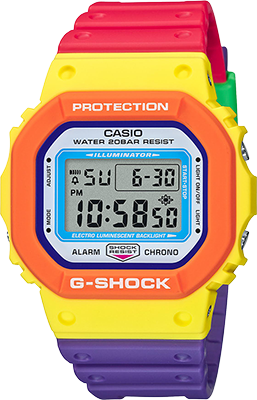 PROTECTION
CASIO
WATER 20BAR RESIST
ILLUMINATOR
ADJUST
LIGHT ON/OFF
START·STOP
SU 6-30
PM
10:58 50
MODE
LIGHT
ALARM SHOCK RESIST CHRONO
ELECTRO LUMINESCENT BACKLIGHT
G-SHOCK